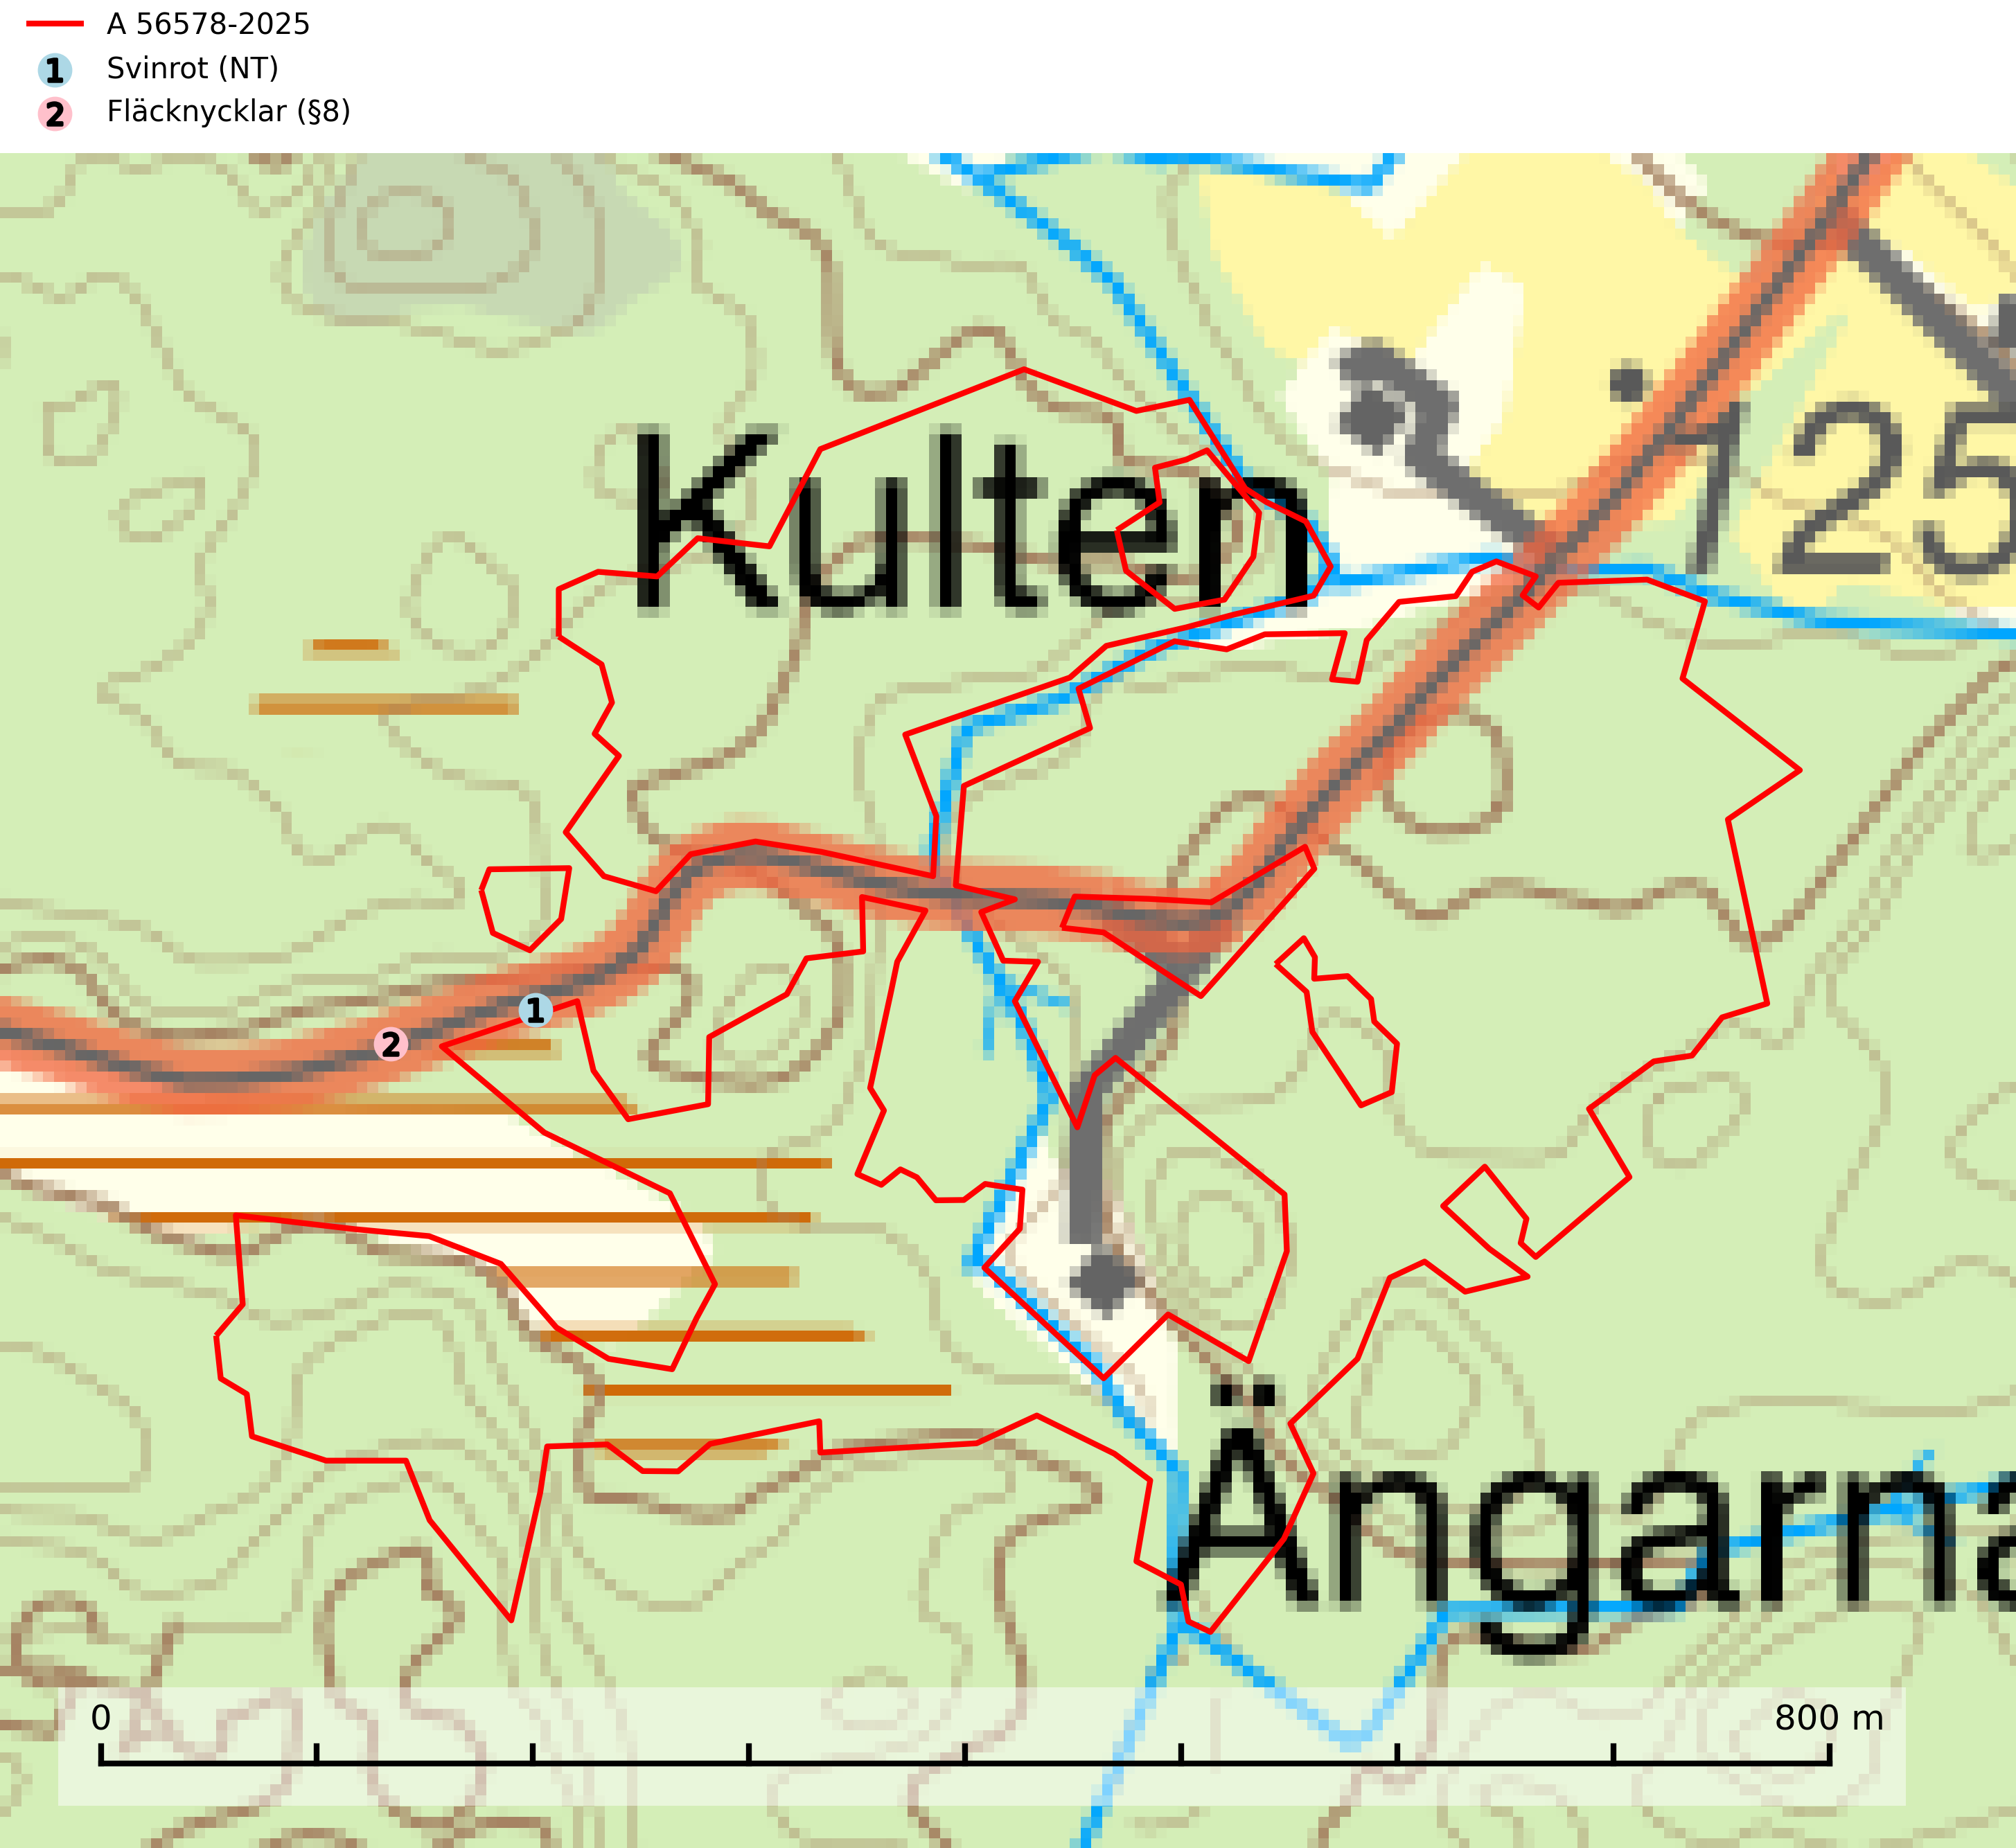 A 56578-2025
1 Svinrot (NT)
2 Fläcknycklar (§8)
Kulten
125
1
2
Ängarna
0 800 m